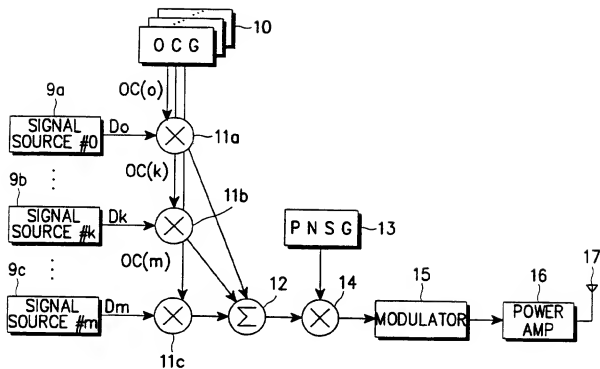 10
O C G
OC(o)
9a
SIGNAL
SOURCE #0
Do
11a
OC(k)
9b
SIGNAL
SOURCE #k
Dk
11b
P N S G
13
OC(m)
9c
SIGNAL
SOURCE #m
Dm
11c
12
Σ
14
15
MODULATOR
16
POWER
AMP
17